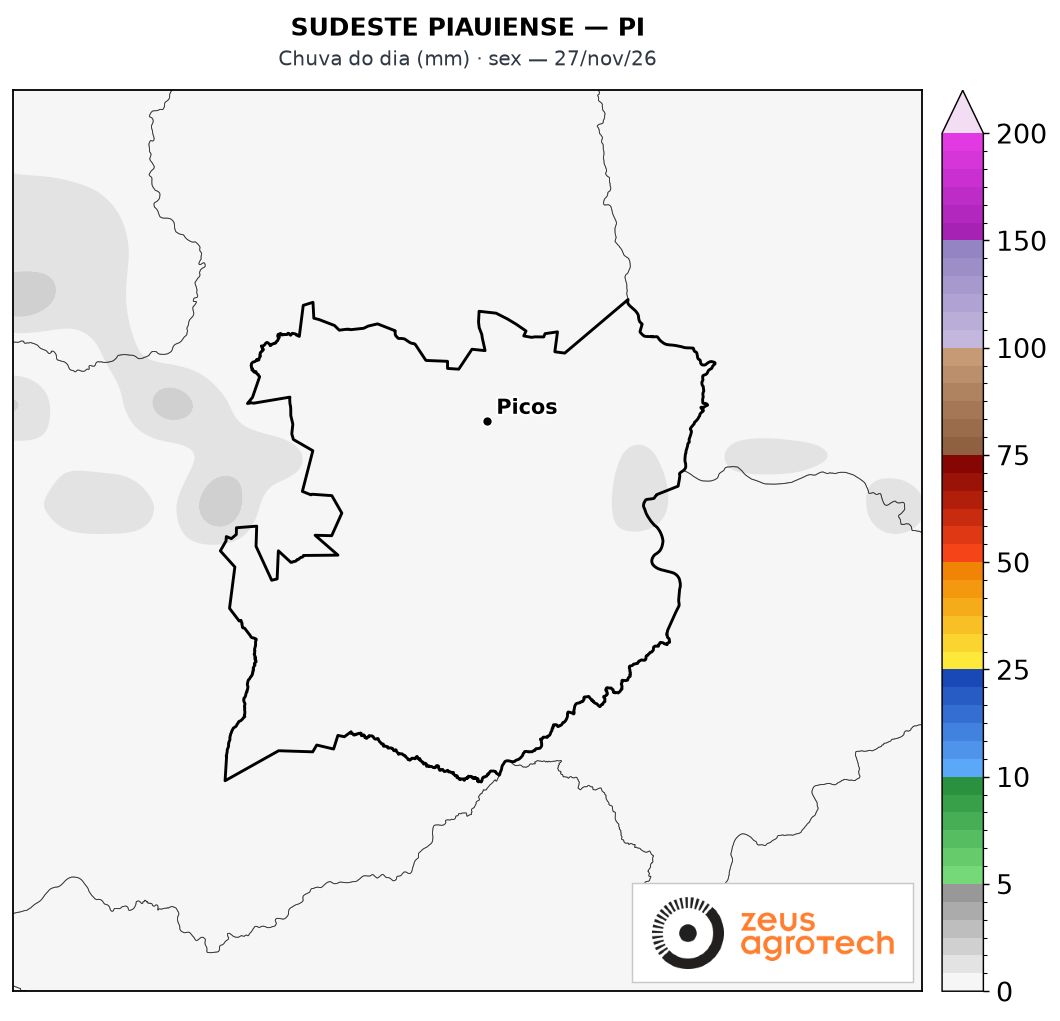 SUDESTE PIAUIENSE — PI
Chuva do dia (mm) · sex — 27/nov/26
200
150
100
75
50
25
10
5
0
Picos
zeus
agrotech